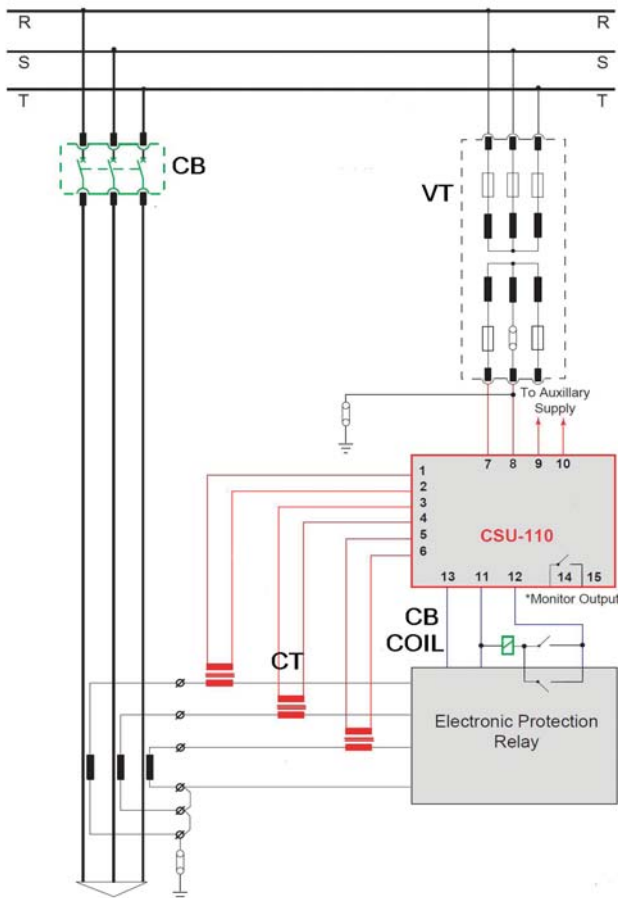 R R
S S
T T
CB
VT
To Auxillary
Supply
7 8 9 10
1
2
3
4
5
6
CSU-110
13 11 12 14 15
*Monitor Output
CB
COIL
CT
Electronic Protection
Relay